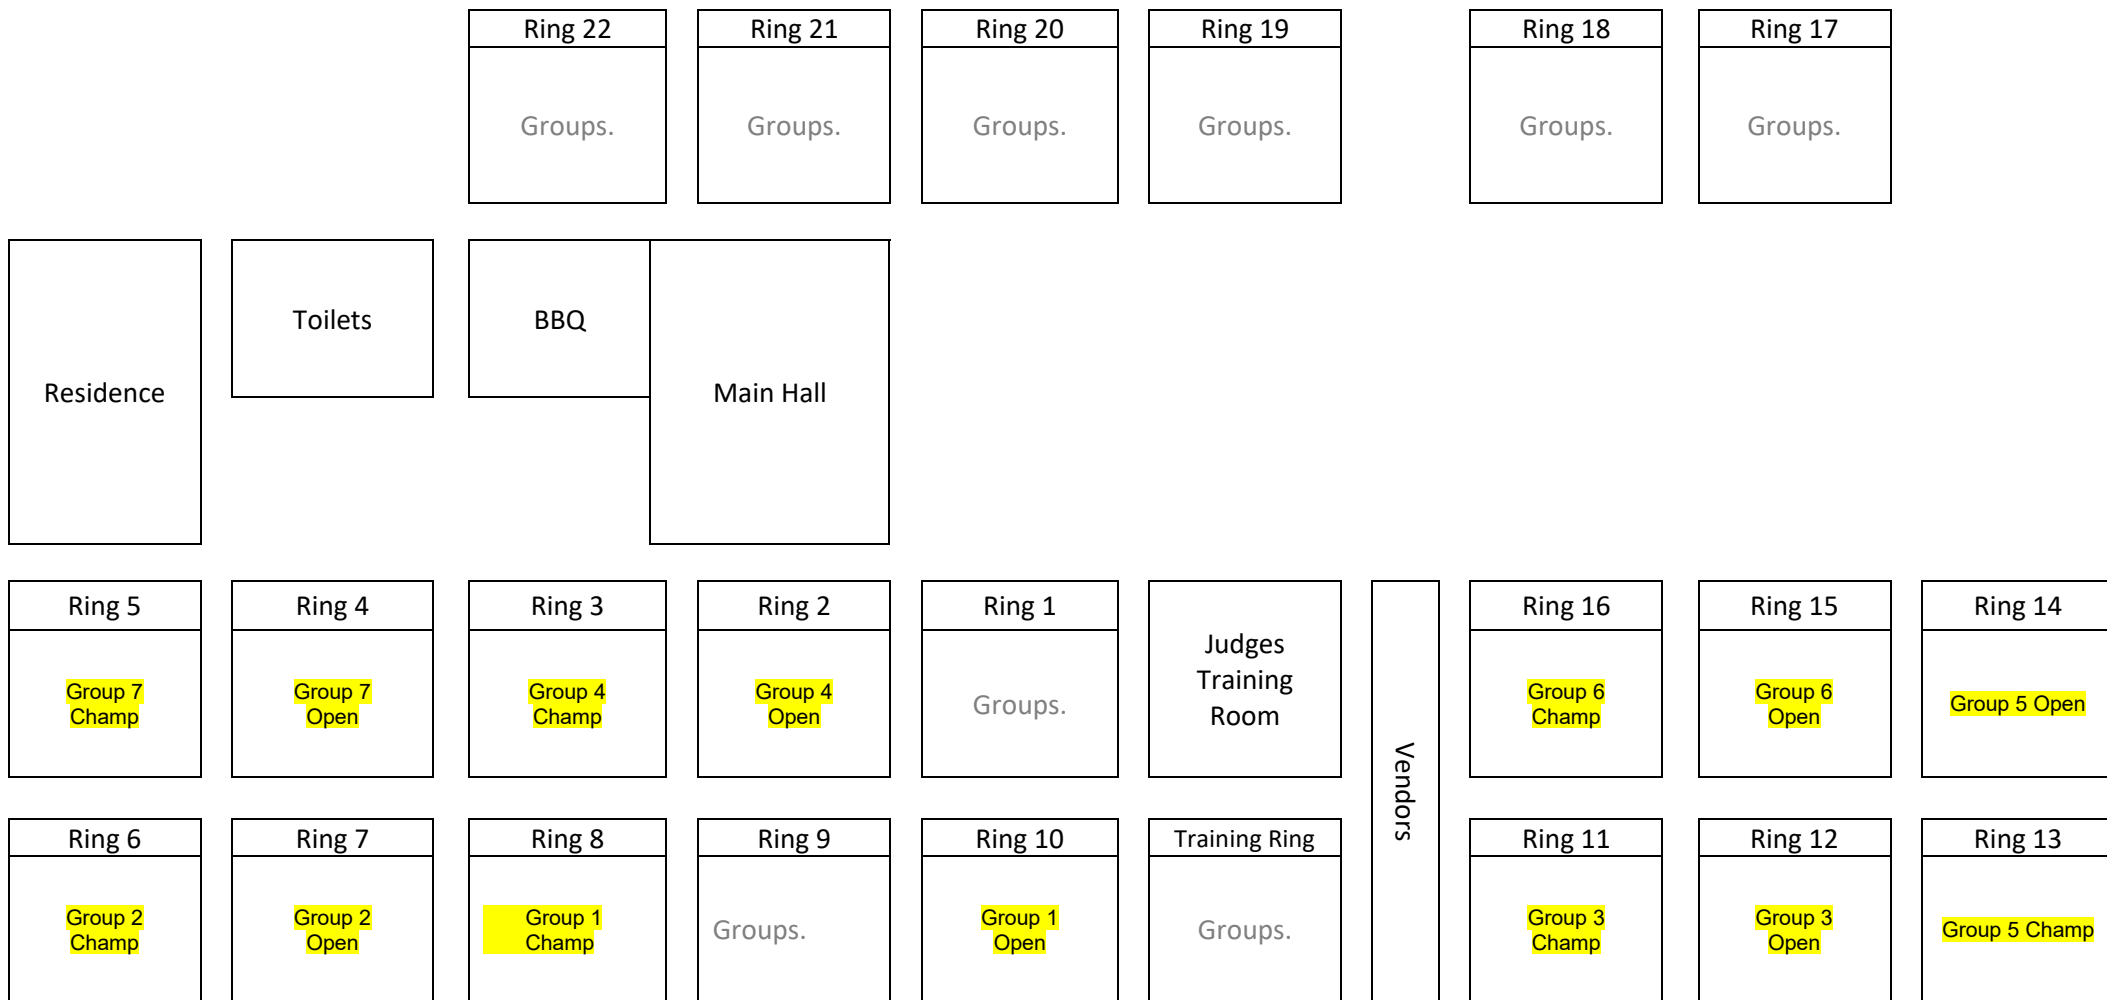 Ring 22
Ring 21
Ring 20
Ring 19
Ring 18
Ring 17
Groups.
Groups.
Groups.
Groups.
Groups.
Groups.
Residence
Toilets
BBQ
Main Hall
Ring 5
Ring 4
Ring 3
Ring 2
Ring 1
Judges
Training
Room
Vendors
Ring 16
Ring 15
Ring 14
Group 7
Champ
Group 7
Open
Group 4
Champ
Group 4
Open
Groups.
Group 6
Champ
Group 6
Open
Group 5 Open
Ring 6
Ring 7
Ring 8
Ring 9
Ring 10
Training Ring
Ring 11
Ring 12
Ring 13
Group 2
Champ
Group 2
Open
Group 1
Champ
Groups.
Group 1
Open
Groups.
Group 3
Champ
Group 3
Open
Group 5 Champ